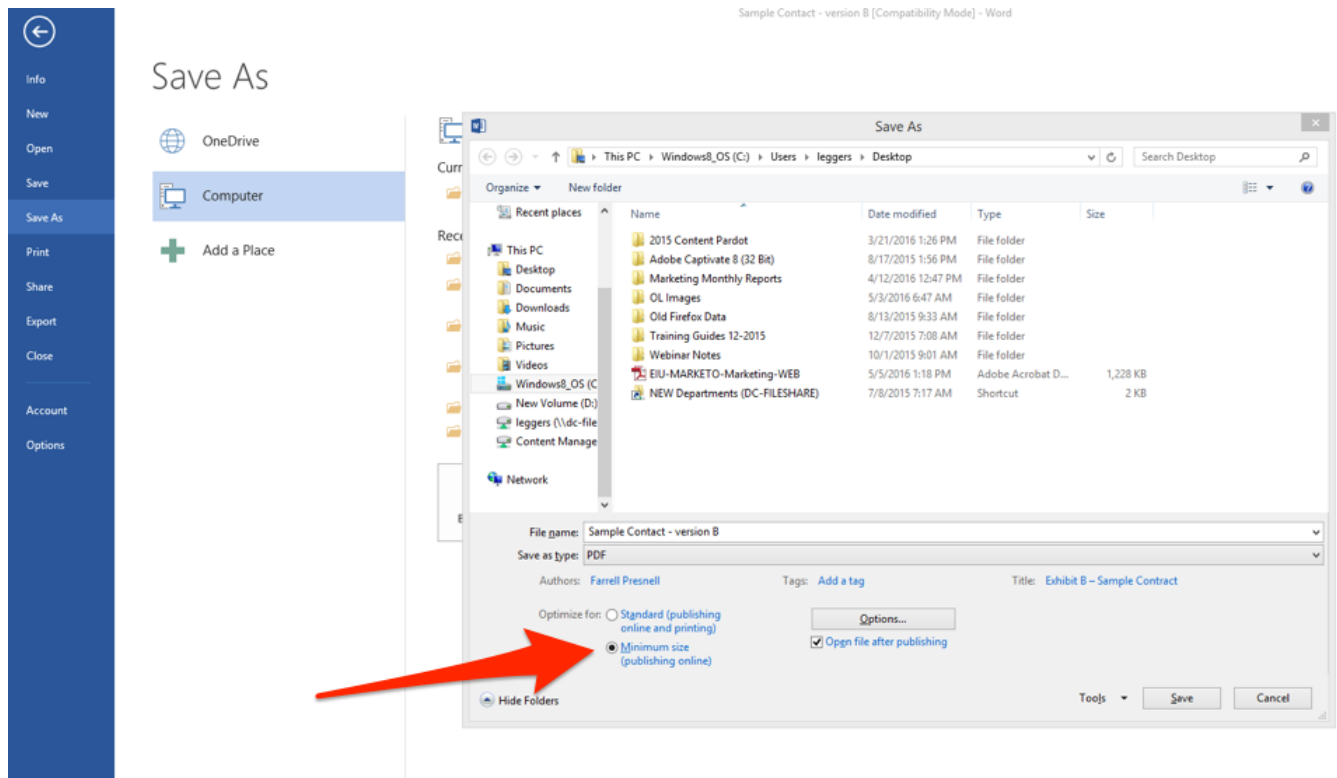 Sample Contact - version B [Compatibility Mode] - Word
Info
New
Open
Save
Save As
Print
Share
Export
Close
Account
Options
Save As
OneDrive
Computer
Add a Place
Curr
Rece
Save As
This PC Windows8_OS (C:) Users leggers Desktop
Search Desktop
Organize New folder
Recent places
This PC
Desktop
Documents
Downloads
Music
Pictures
Videos
Windows8_OS (C
New Volume (D:)
leggers (\\dc-file
Content Manage
Network
Name Date modified Type Size
2015 Content Pardot 3/21/2016 1:26 PM File folder
Adobe Captivate 8 (32 Bit) 8/17/2015 1:56 PM File folder
Marketing Monthly Reports 4/12/2016 12:47 PM File folder
OL Images 5/3/2016 6:47 AM File folder
Old Firefox Data 8/13/2015 9:33 AM File folder
Training Guides 12-2015 12/7/2015 7:08 AM File folder
Webinar Notes 10/1/2015 9:01 AM File folder
EIU-MARKETO-Marketing-WEB 5/5/2016 1:18 PM Adobe Acrobat D... 1,228 KB
NEW Departments (DC-FILESHARE) 7/8/2015 7:17 AM Shortcut 2 KB
File name: Sample Contact - version B
Save as type: PDF
Authors: Farrell Presnell Tags: Add a tag Title: Exhibit B – Sample Contract
Optimize for: Standard (publishing
online and printing)
Minimum size
(publishing online)
Options...
Open file after publishing
Hide Folders
Tools Save Cancel